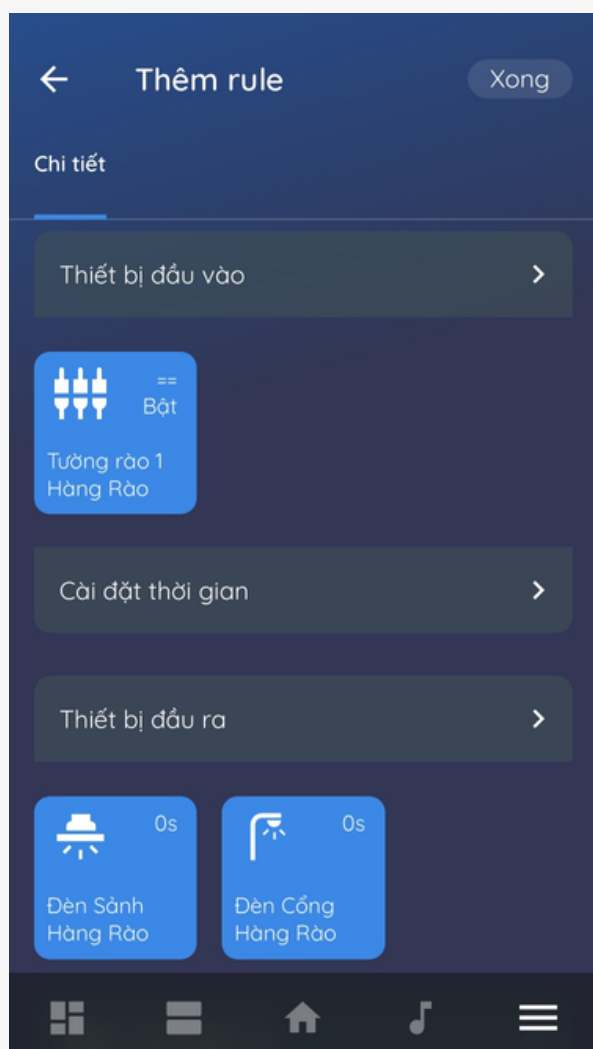 Thêm rule
Xong
Chi tiết
Thiết bị đầu vào
==
Bật
Tường rào 1
Hàng Rào
Cài đặt thời gian
Thiết bị đầu ra
0s
Đèn Sảnh
Hàng Rào
0s
Đèn Cổng
Hàng Rào